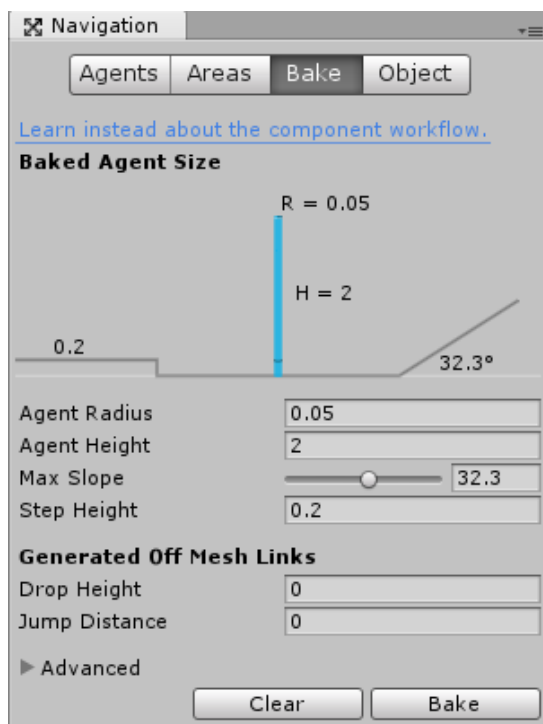 Navigation
Agents Areas Bake Object
Learn instead about the component workflow.
Baked Agent Size
R = 0.05
H = 2
0.2
32.3°
Agent Radius 0.05
Agent Height 2
Max Slope 32.3
Step Height 0.2
Generated Off Mesh Links
Drop Height 0
Jump Distance 0
Advanced
Clear Bake